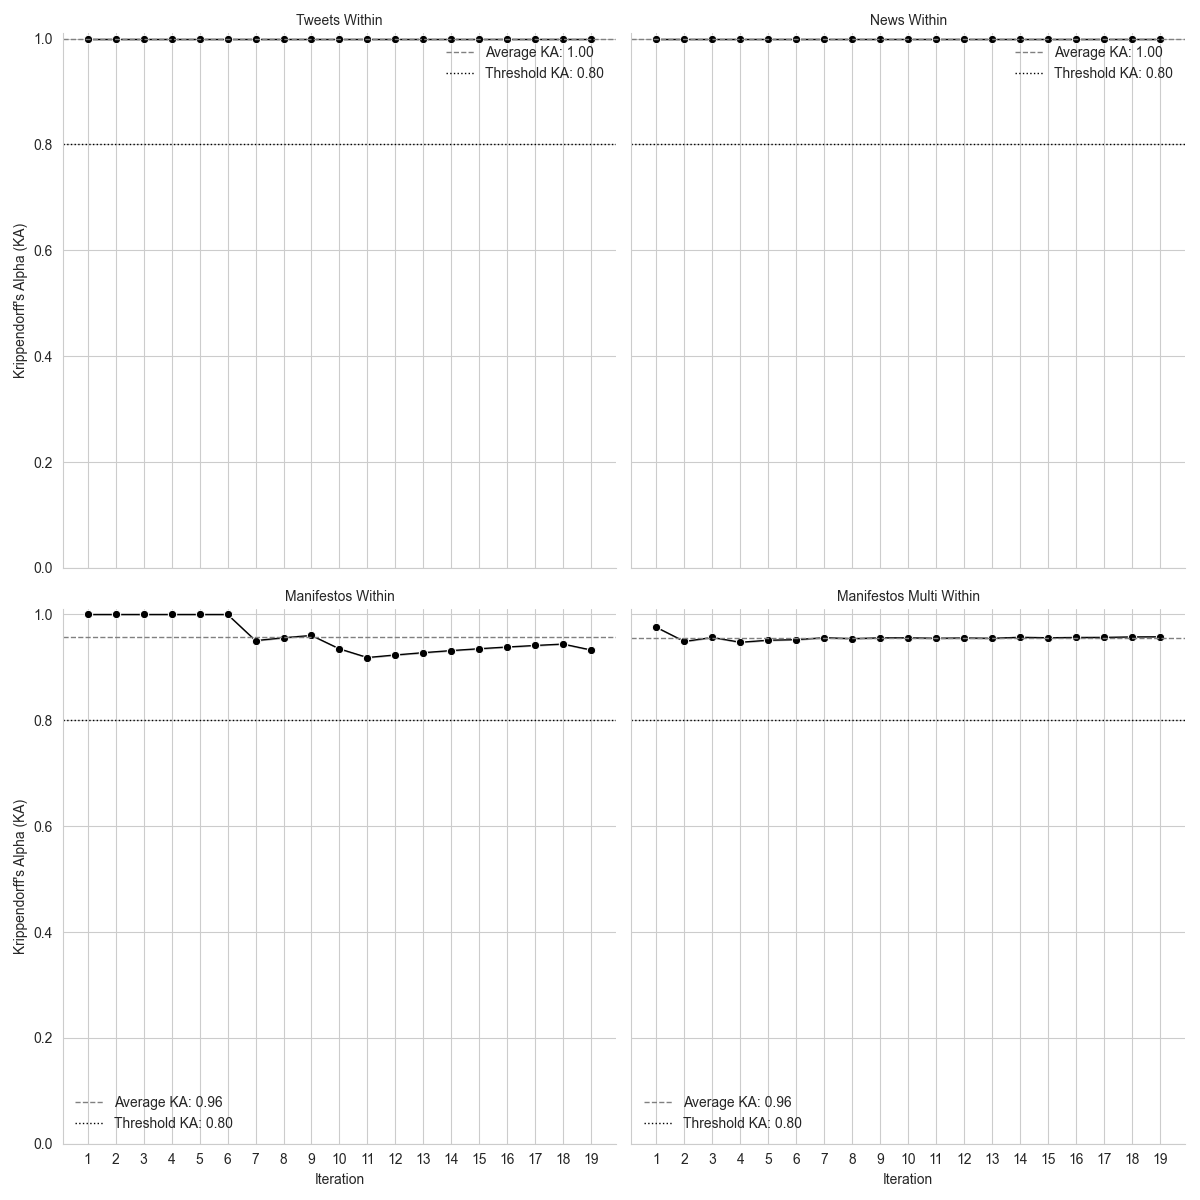 Tweets Within
News Within
1.0
0.8
0.6
0.4
0.2
0.0
Krippendorff's Alpha (KA)
Average KA: 1.00
Threshold KA: 0.80
Average KA: 1.00
Threshold KA: 0.80
Manifestos Within
Manifestos Multi Within
1.0
0.8
0.6
0.4
0.2
0.0
Krippendorff's Alpha (KA)
Average KA: 0.96
Threshold KA: 0.80
Average KA: 0.96
Threshold KA: 0.80
1 2 3 4 5 6 7 8 9 10 11 12 13 14 15 16 17 18 19
Iteration
1 2 3 4 5 6 7 8 9 10 11 12 13 14 15 16 17 18 19
Iteration